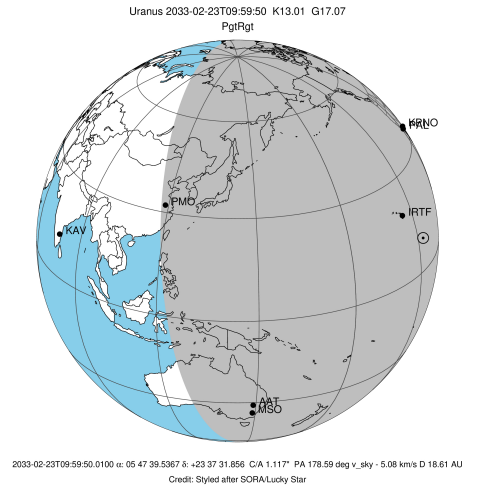 Uranus 2033-02-23T09:59:50 K13.01 G17.07
PgtRgt
KRNO
PAL
PMO
IRTF
KAV
AAT
MSO
2033-02-23T09:59:50.0100 α: 05 47 39.5367 δ: +23 37 31.856 C/A 1.117" PA 178.59 deg v_sky - 5.08 km/s D 18.61 AU
Credit: Styled after SORA/Lucky Star